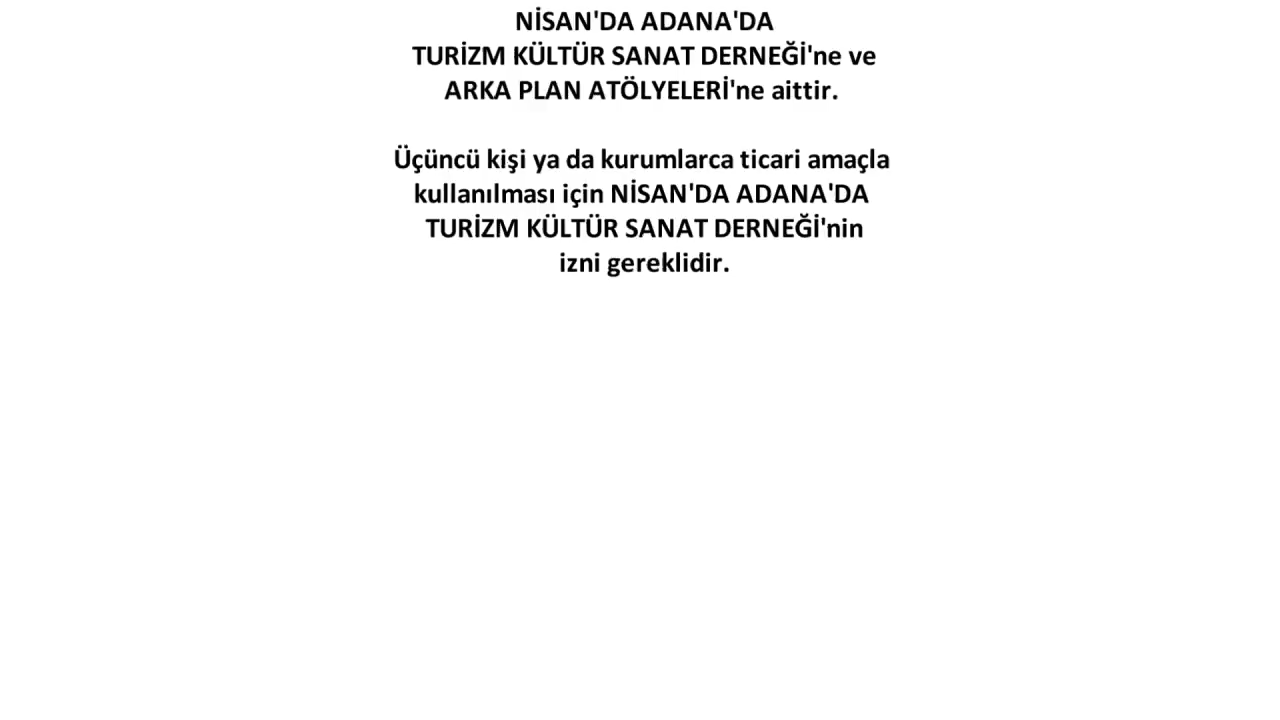 NİSAN'DA ADANA'DA
TURİZM KÜLTÜR SANAT DERNEĞİ'ne ve
ARKA PLAN ATÖLYELERİ'ne aittir.
Üçüncü kişi ya da kurumlarca ticari amaçla
kullanılması için NİSAN'DA ADANA'DA
TURİZM KÜLTÜR SANAT DERNEĞİ'nin
izni gereklidir.